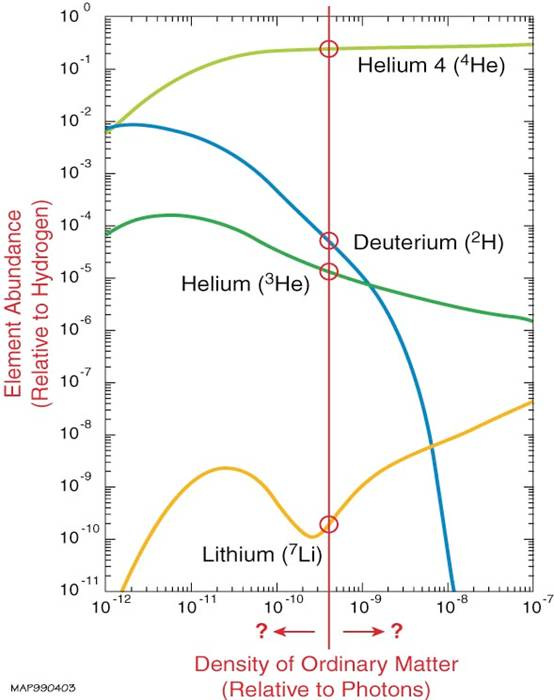 10⁰
10⁻¹
10⁻²
10⁻³
10⁻⁴
10⁻⁵
10⁻⁶
10⁻⁷
10⁻⁸
10⁻⁹
10⁻¹⁰
10⁻¹¹
Element Abundance
(Relative to Hydrogen)
Helium 4 (⁴He)
Deuterium (²H)
Helium (³He)
Lithium (⁷Li)
10⁻¹² 10⁻¹¹ 10⁻¹⁰ 10⁻⁹ 10⁻⁸ 10⁻⁷
? ← → ?
Density of Ordinary Matter
(Relative to Photons)
MAP990403